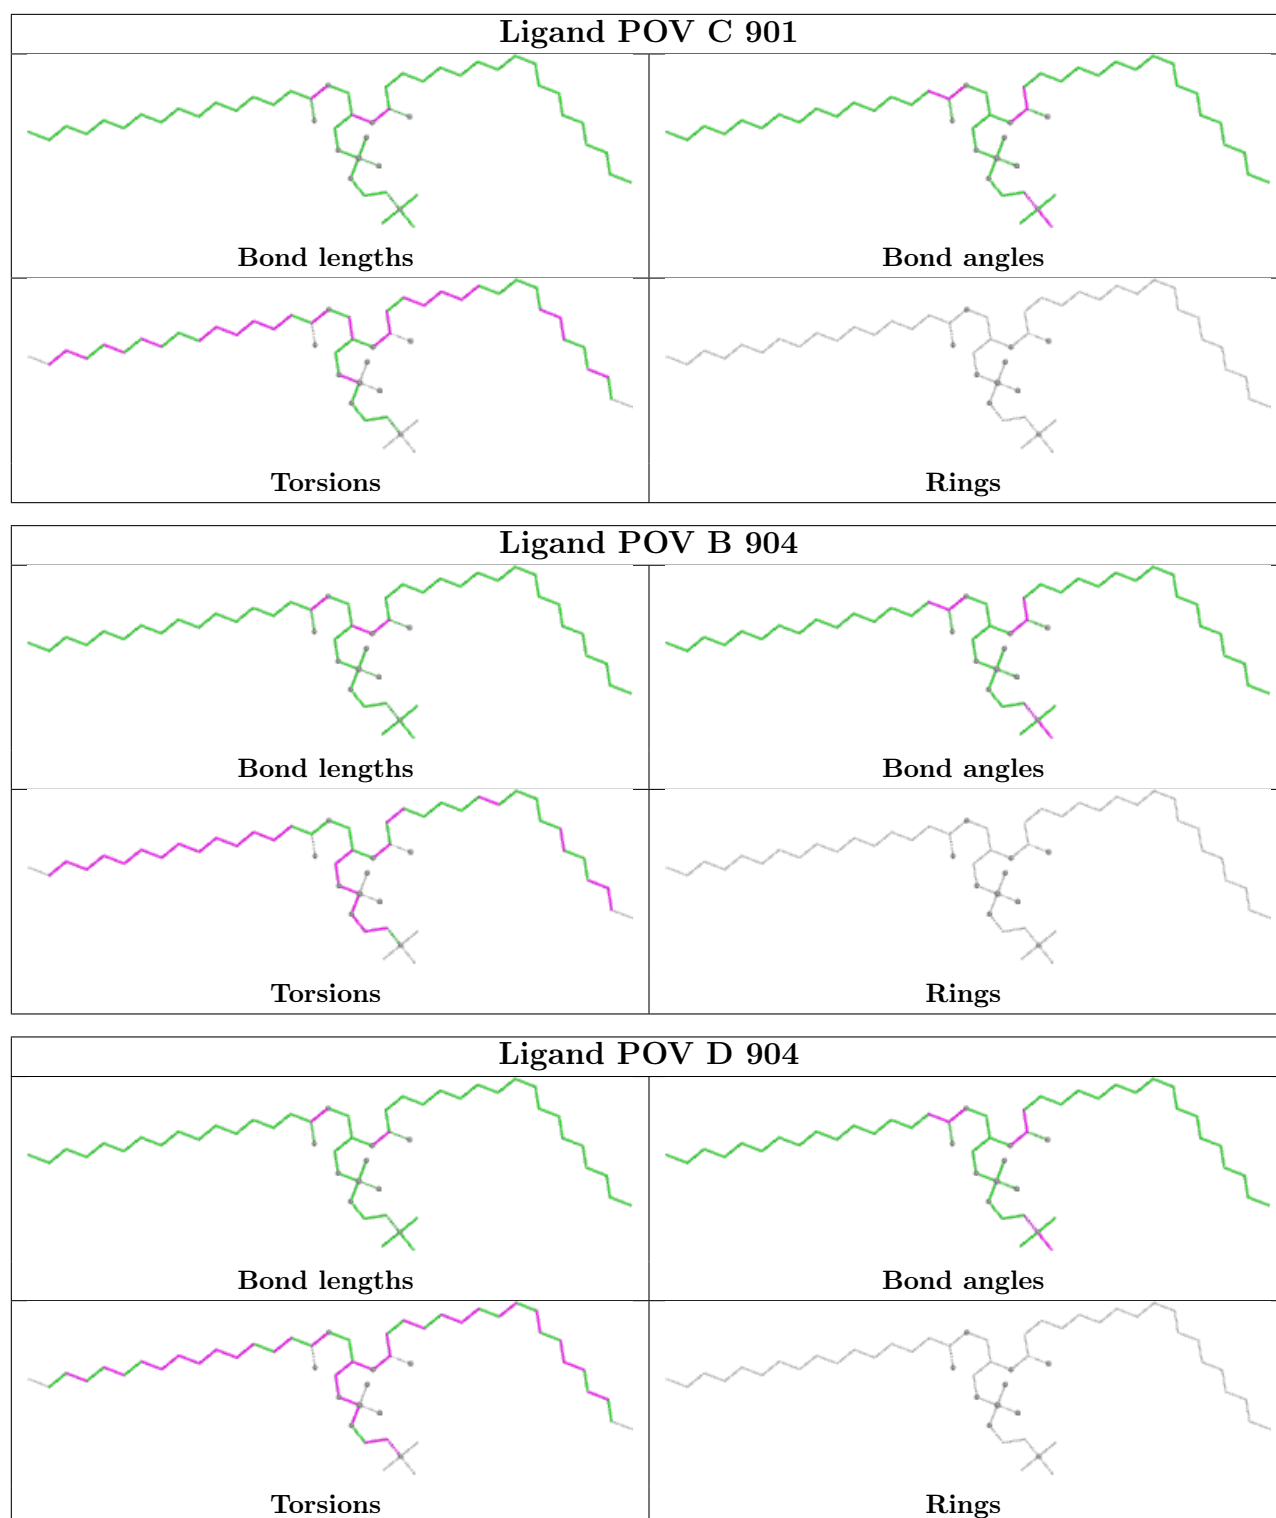 Ligand POV C 901
Bond lengths
Bond angles
Torsions
Rings
Ligand POV B 904
Bond lengths
Bond angles
Torsions
Rings
Ligand POV D 904
Bond lengths
Bond angles
Torsions
Rings